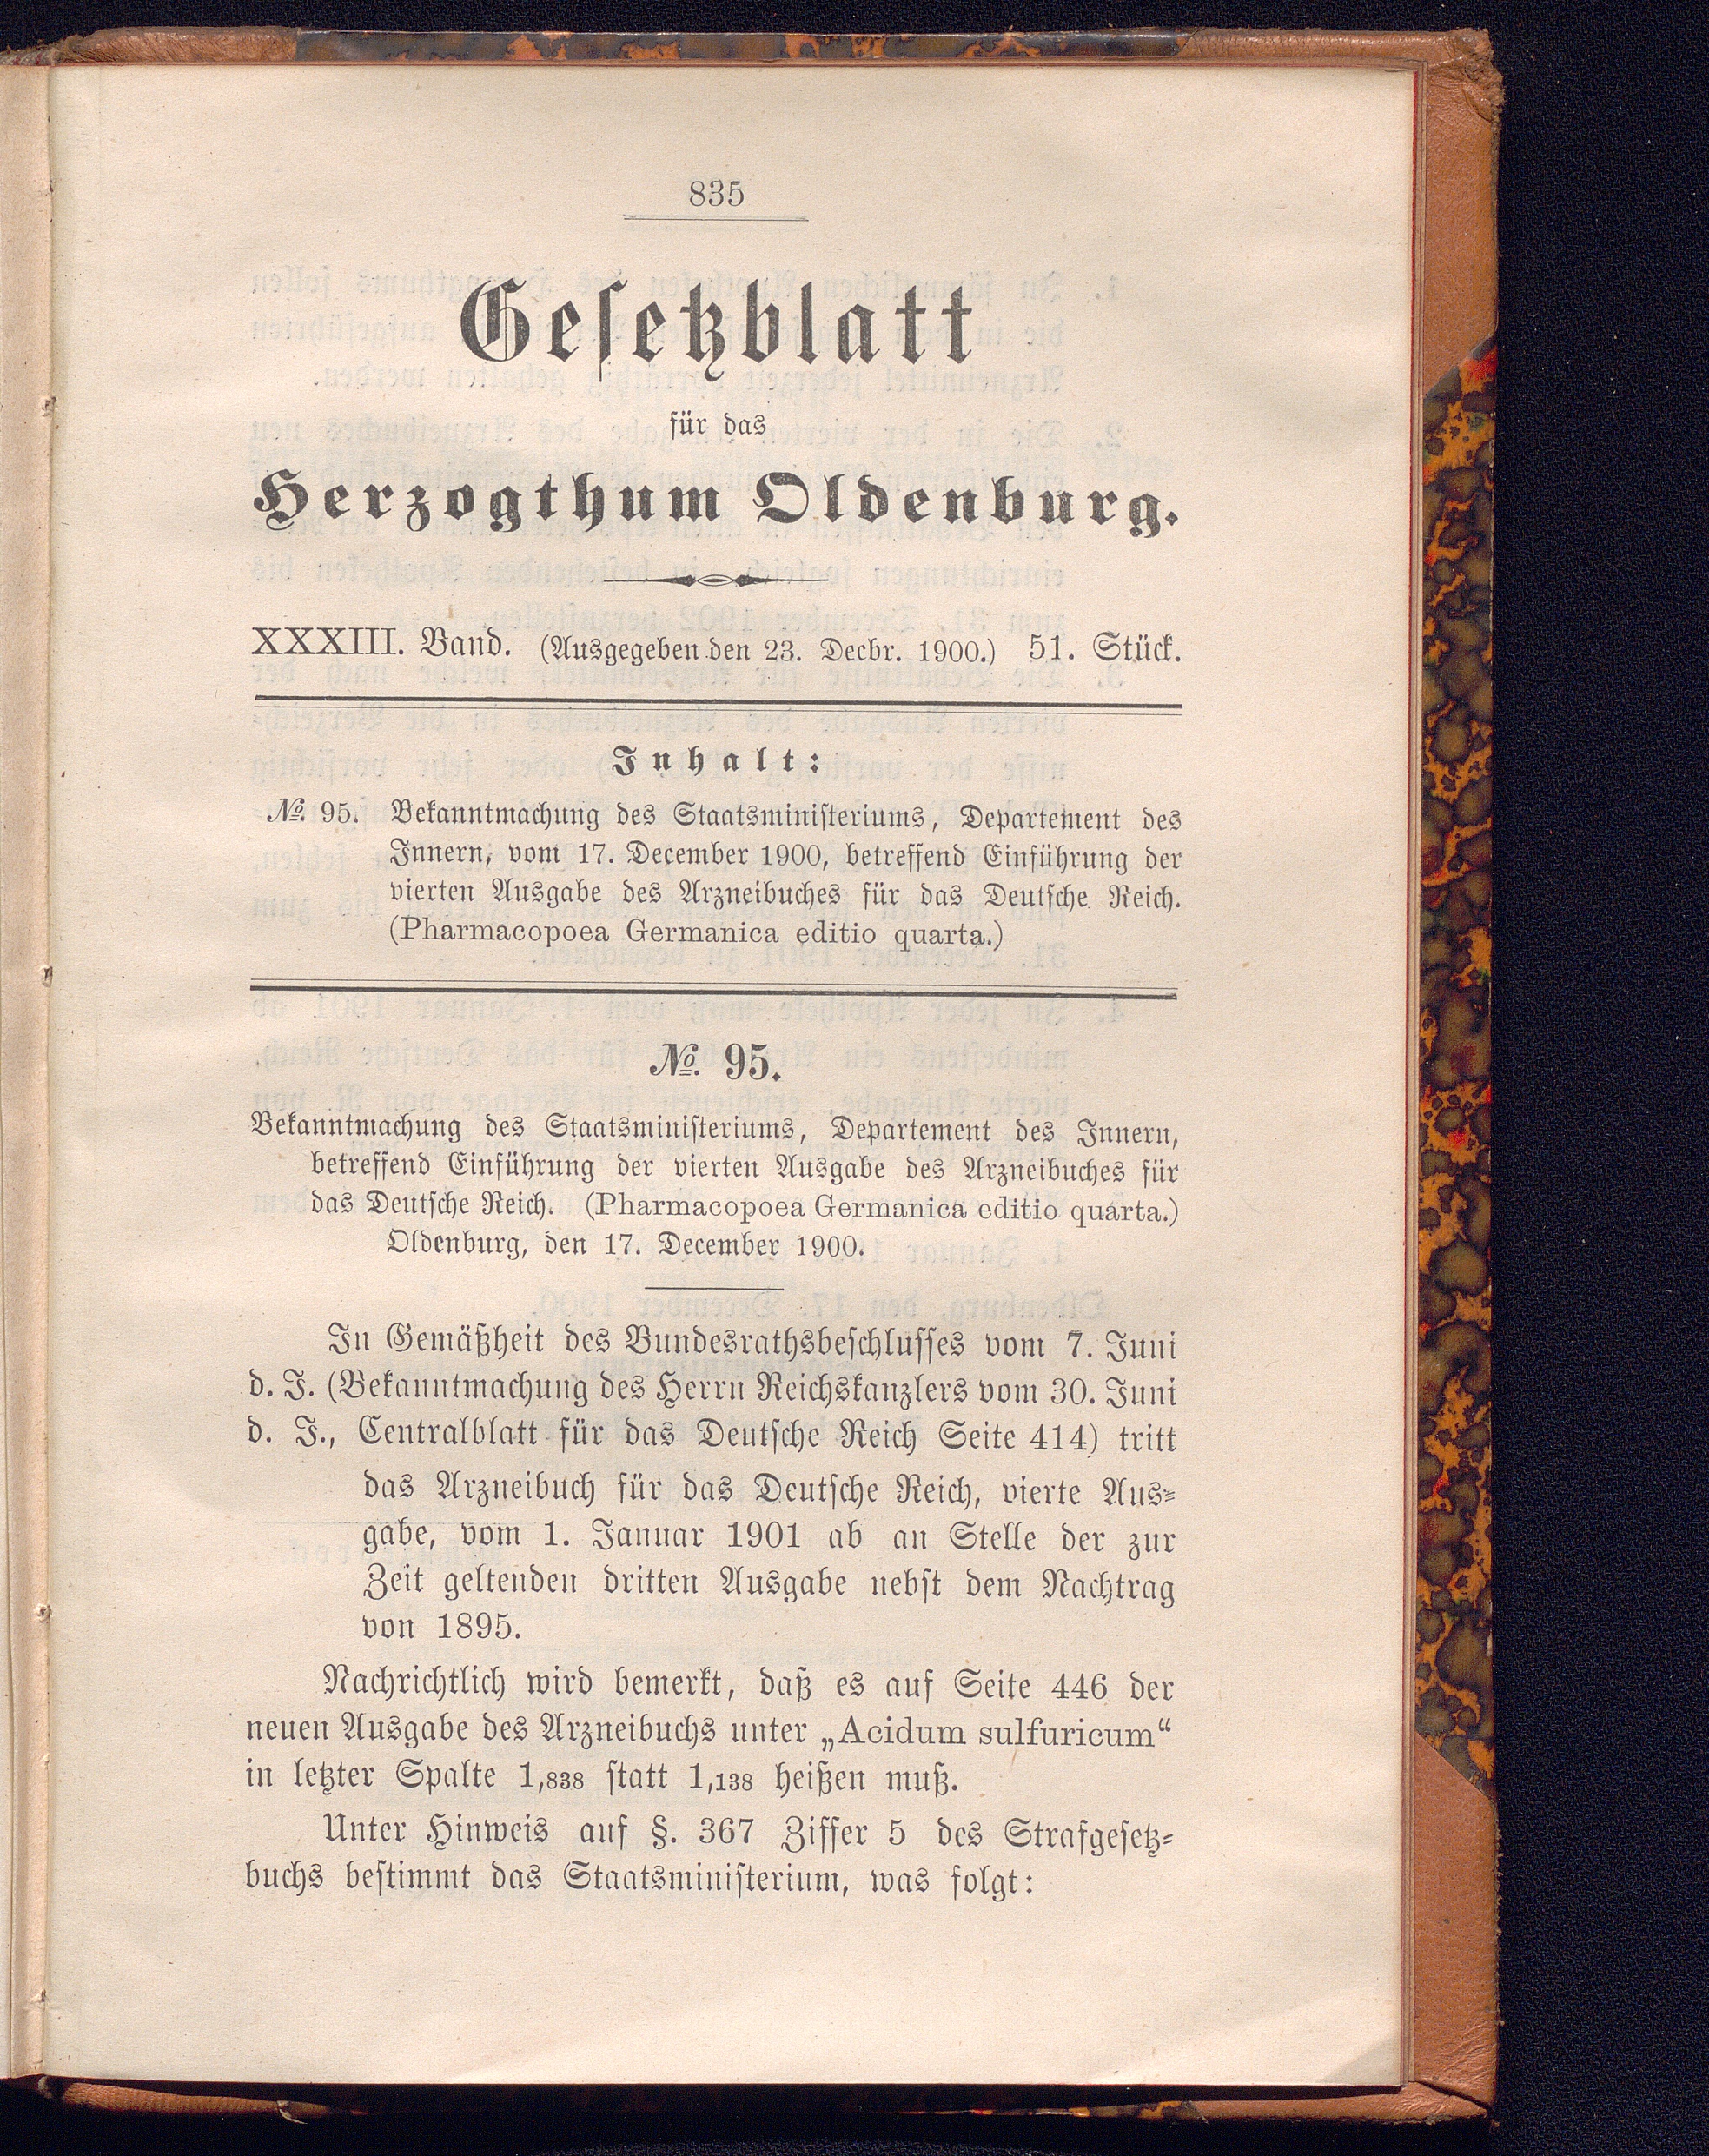 835
Gesetzblatt
für das
Herzogthum Oldenburg.
XXXIII. Band. (Ausgegeben den 23. Decbr. 1900.) 51. Stück.
Inhalt:
№. 95. Bekanntmachung des Staatsministeriums, Departement des
Innern, vom 17. December 1900, betreffend Einführung der
vierten Ausgabe des Arzneibuches für das Deutsche Reich.
(Pharmacopoea Germanica editio quarta.)
№. 95.
Bekanntmachung des Staatsministeriums, Departement des Innern,
betreffend Einführung der vierten Ausgabe des Arzneibuches für
das Deutsche Reich. (Pharmacopoea Germanica editio quarta.)
Oldenburg, den 17. December 1900.
In Gemäßheit des Bundesrathsbeschlusses vom 7. Juni
d. J. (Bekanntmachung des Herrn Reichskanzlers vom 30. Juni
d. J., Centralblatt für das Deutsche Reich Seite 414) tritt
das Arzneibuch für das Deutsche Reich, vierte Aus-
gabe, vom 1. Januar 1901 ab an Stelle der zur
Zeit geltenden dritten Ausgabe nebst dem Nachtrag
von 1895.
Nachrichtlich wird bemerkt, daß es auf Seite 446 der
neuen Ausgabe des Arzneibuchs unter „Acidum sulfuricum“
in letzter Spalte 1,838 statt 1,138 heißen muß.
Unter Hinweis auf §. 367 Ziffer 5 des Strafgesetz-
buchs bestimmt das Staatsministerium, was folgt: